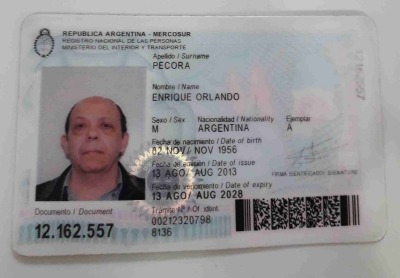 REPUBLICA ARGENTINA - MERCOSUR
REGISTRO NACIONAL DE LAS PERSONAS
MINISTERIO DEL INTERIOR Y TRANSPORTE
Apellido / Surname
PECORA
Nombre / Name
ENRIQUE ORLANDO
Sexo / Sex Nacionalidad / Nationality Ejemplar
M ARGENTINA A
Fecha de nacimiento / Date of birth
02 NOV/ NOV 1956
Fecha de emisión / Date of issue
13 AGO/ AUG 2013
FIRMA IDENTIFICADO/ SIGNATURE
Fecha de vencimiento / Date of expiry
13 AGO/ AUG 2028
Documento / Document
Trámite N° / Of. ident.
12.162.557
00212320798
8136